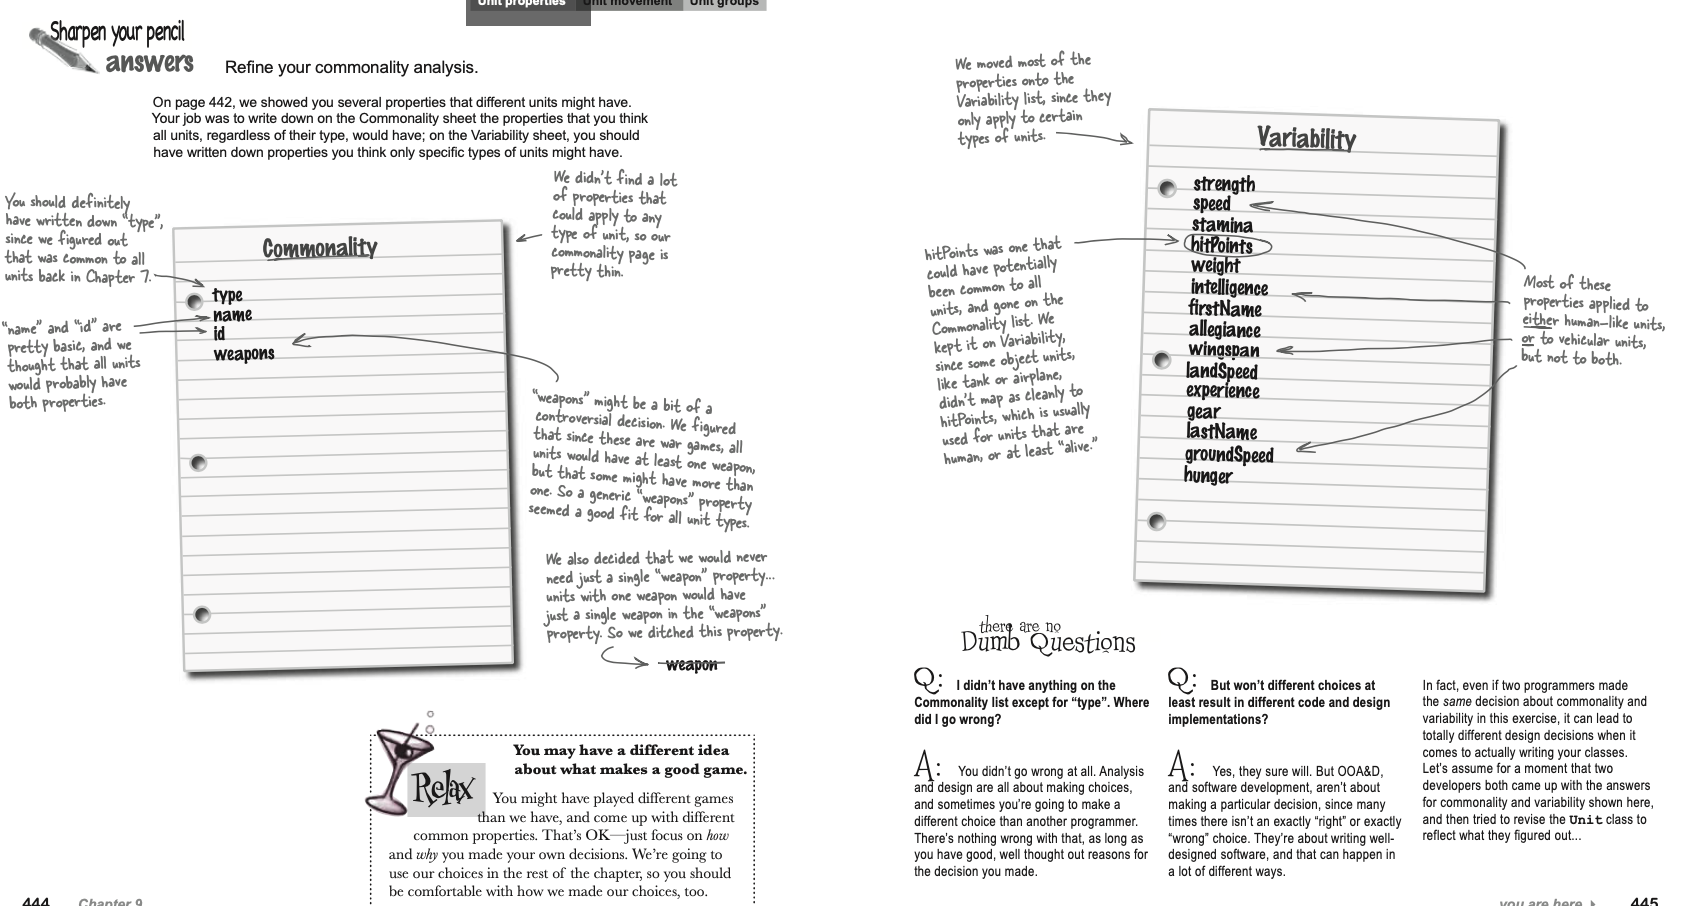 Unit properties Unit movement Unit groups
Sharpen your pencil
answers
Refine your commonality analysis.
On page 442, we showed you several properties that different units might have.
Your job was to write down on the Commonality sheet the properties that you think
all units, regardless of their type, would have; on the Variability sheet, you should
have written down properties you think only specific types of units might have.
You should definitely
have written down "type",
since we figured out
that was common to all
units back in Chapter 7.
"name" and "id" are
pretty basic, and we
thought that all units
would probably have
both properties.
Commonality
type
name
id
weapons
We didn't find a lot
of properties that
could apply to any
type of unit, so our
commonality page is
pretty thin.
"weapons" might be a bit of a
controversial decision. We figured
that since these are war games, all
units would have at least one weapon,
but that some might have more than
one. So a generic "weapons" property
seemed a good fit for all unit types.
We also decided that we would never
need just a single "weapon" property...
units with one weapon would have
just a single weapon in the "weapons"
property. So we ditched this property.
weapon
Relax
You may have a different idea
about what makes a good game.
You might have played different games
than we have, and come up with different
common properties. That's OK—just focus on how
and why you made your own decisions. We're going to
use our choices in the rest of the chapter, so you should
be comfortable with how we made our choices, too.
444 Chapter 9
We moved most of the
properties onto the
Variability list, since they
only apply to certain
types of units.
hitPoints was one that
could have potentially
been common to all
units, and gone on the
Commonality list. We
kept it on Variability,
since some object units,
like tank or airplane,
didn't map as cleanly to
hitPoints, which is usually
used for units that are
human, or at least "alive."
Variability
strength
speed
stamina
hitPoints
weight
intelligence
firstName
allegiance
wingspan
landSpeed
experience
gear
lastName
groundSpeed
hunger
Most of these
properties applied to
either human-like units,
or to vehicular units,
but not to both.
there are no
Dumb Questions
Q: I didn't have anything on the
Commonality list except for "type". Where
did I go wrong?
A: You didn't go wrong at all. Analysis
and design are all about making choices,
and sometimes you're going to make a
different choice than another programmer.
There's nothing wrong with that, as long as
you have good, well thought out reasons for
the decision you made.
Q: But won't different choices at
least result in different code and design
implementations?
A: Yes, they sure will. But OOA&D,
and software development, aren't about
making a particular decision, since many
times there isn't an exactly "right" or exactly
"wrong" choice. They're about writing well-
designed software, and that can happen in
a lot of different ways.
In fact, even if two programmers made
the same decision about commonality and
variability in this exercise, it can lead to
totally different design decisions when it
comes to actually writing your classes.
Let's assume for a moment that two
developers both came up with the answers
for commonality and variability shown here,
and then tried to revise the Unit class to
reflect what they figured out...
you are here 445